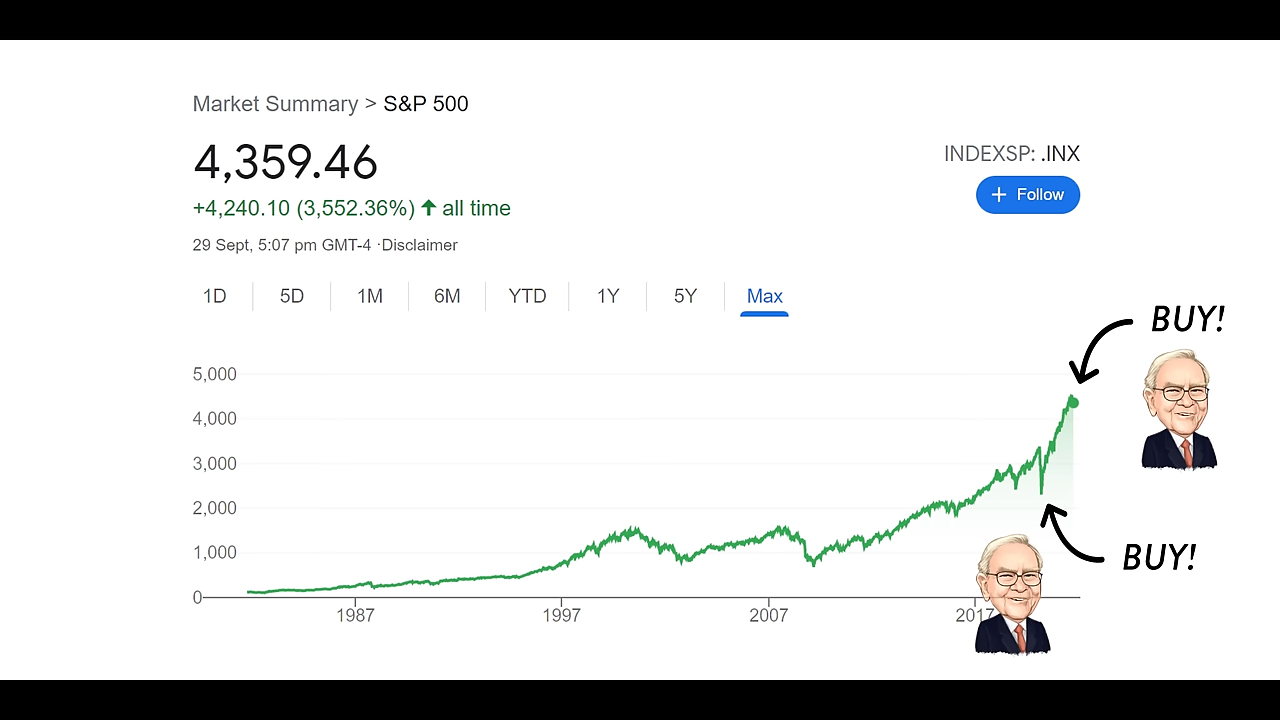 Market Summary > S&P 500
4,359.46
INDEXSP: .INX
+ Follow
+4,240.10 (3,552.36%) ↑ all time
29 Sept, 5:07 pm GMT-4 ·Disclaimer
1D 5D 1M 6M YTD 1Y 5Y Max
BUY!
5,000
4,000
3,000
2,000
1,000
BUY!
0
1987 1997 2007 2017